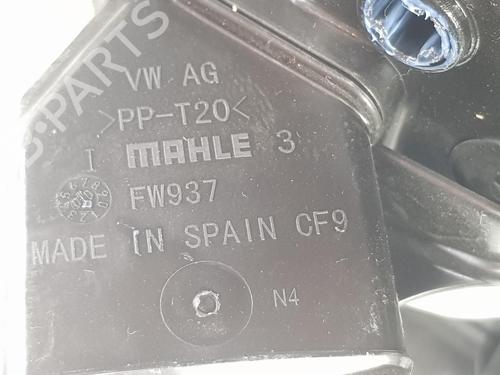 VW AG
>PP-T20<
I MAHLE 3
FW937
MADE IN SPAIN CF9
N4
B-PARTS